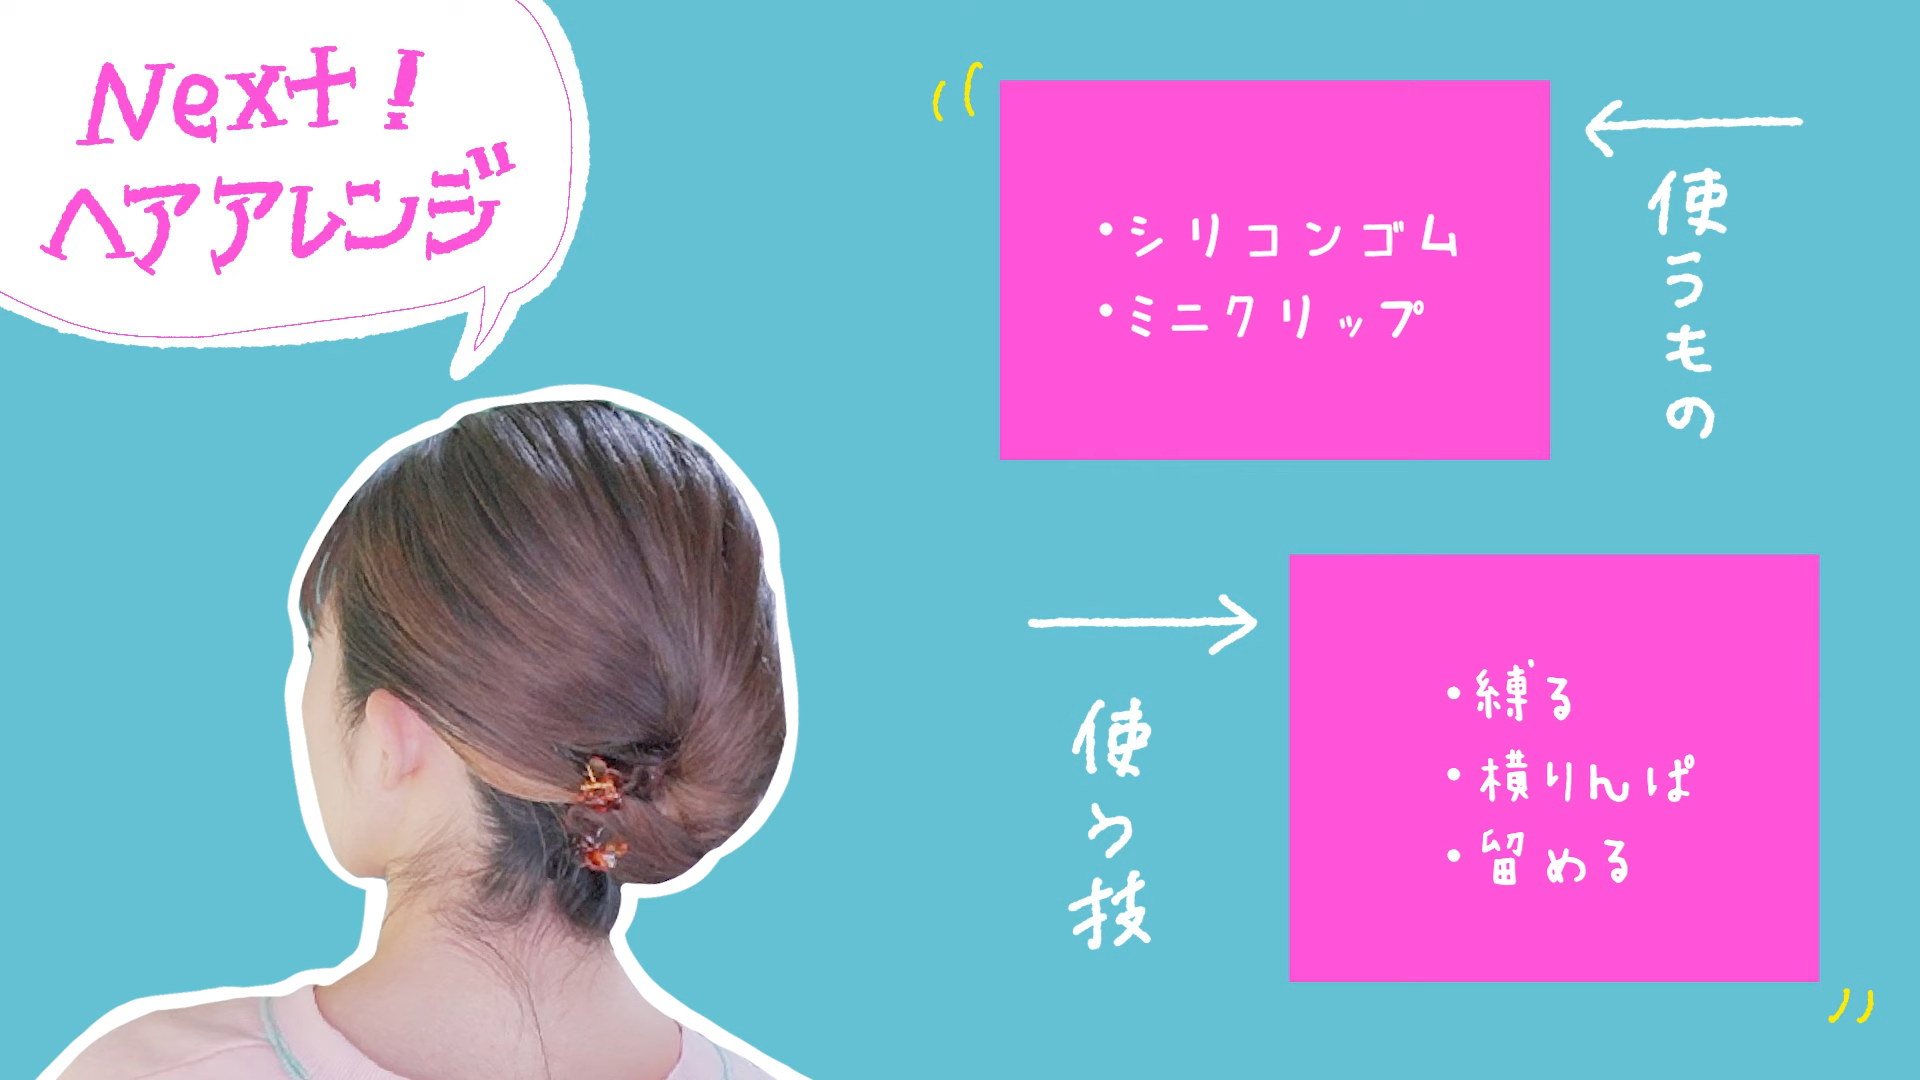 Next!
ヘアアレンジ
使うもの
・シリコンゴム
・ミニクリップ
使う技
・縛る
・横りんぱ
・留める